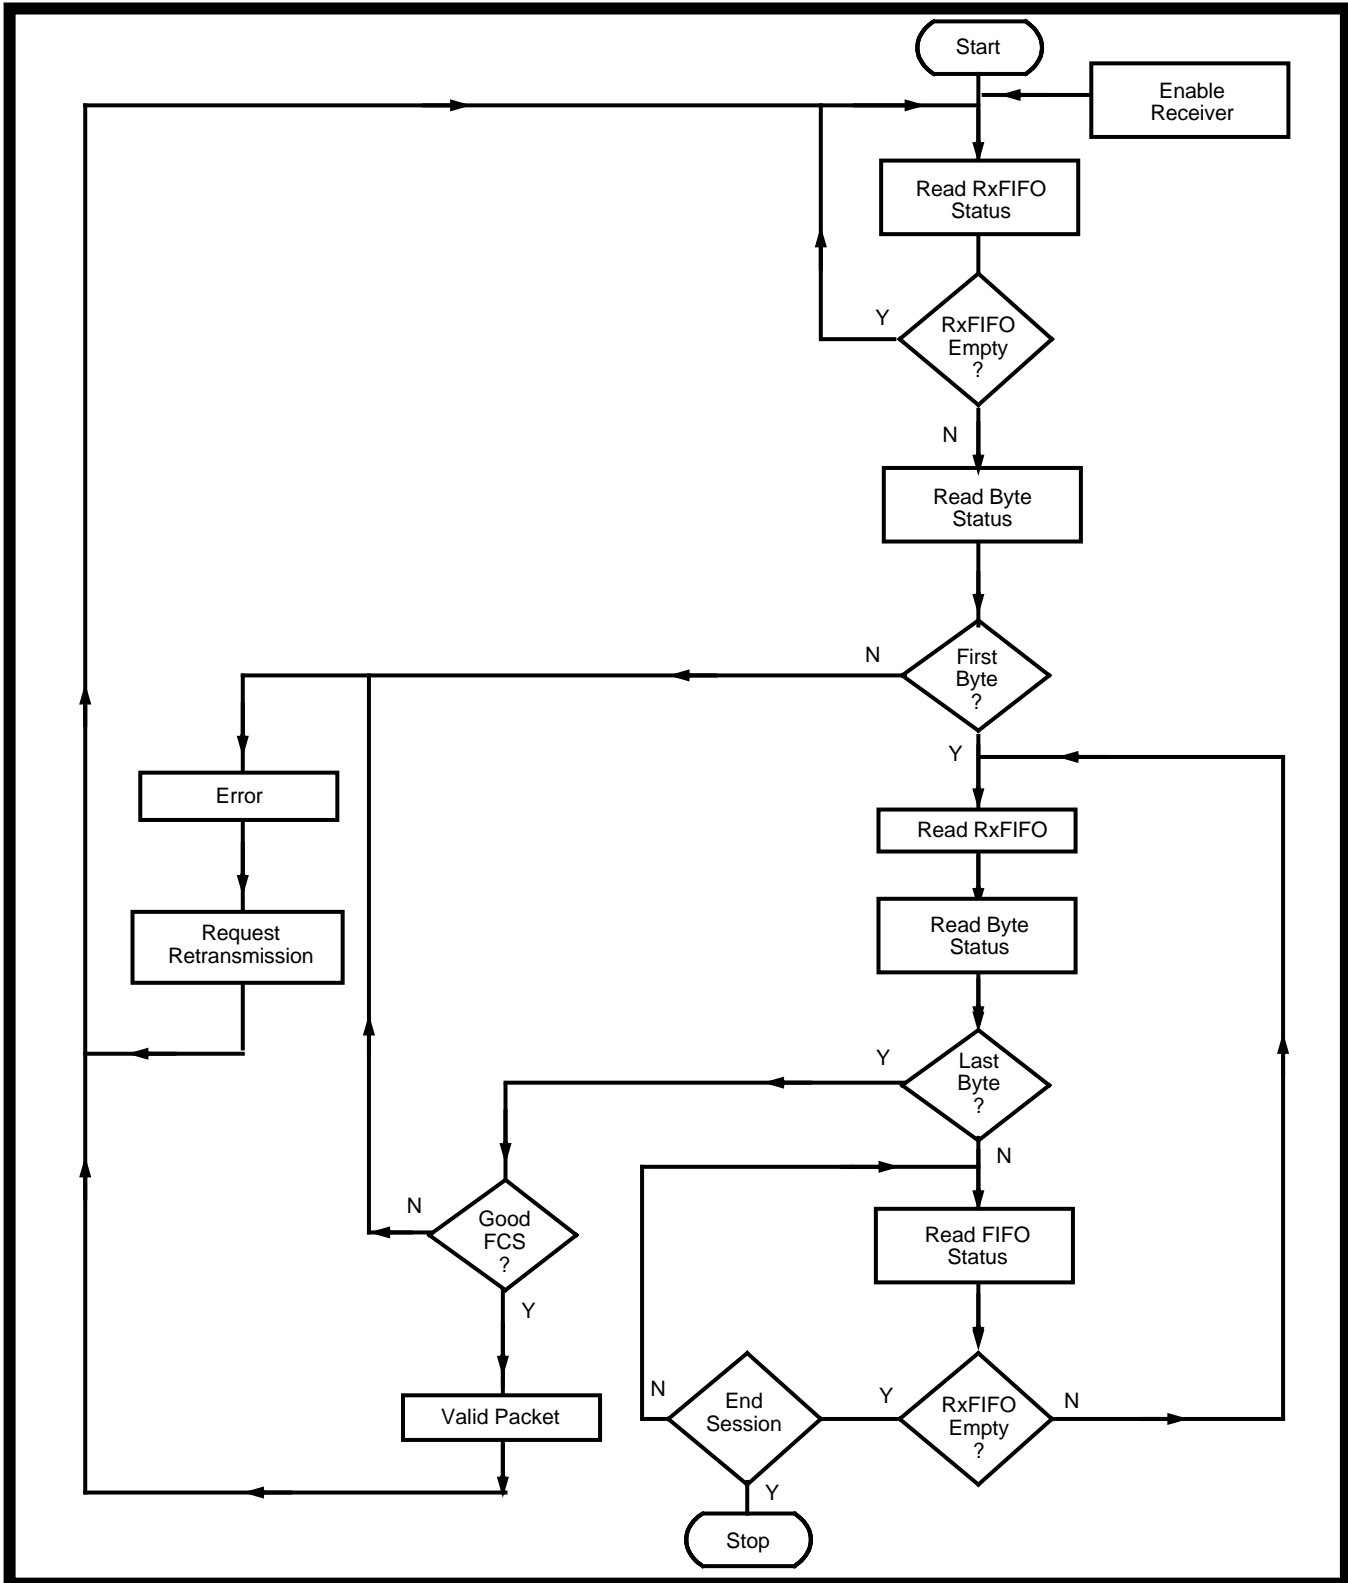 Start
Enable
Receiver
Read RxFIFO
Status
Y
RxFIFO
Empty
?
N
Read Byte
Status
N
First
Byte
?
Y
Error
Read RxFIFO
Request
Retransmission
Read Byte
Status
Y
Last
Byte
?
N
N
Good
FCS
?
Read FIFO
Status
Y
N
End
Session
Y
RxFIFO
Empty
?
N
Valid Packet
Y
Stop